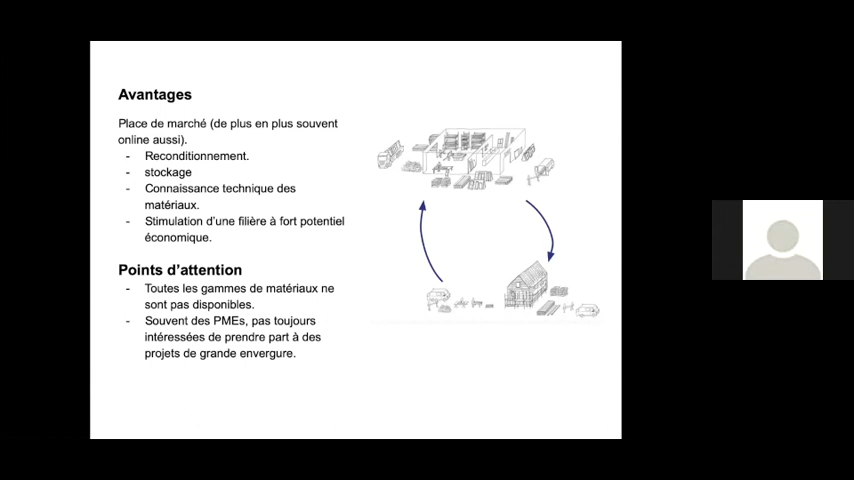 Avantages
Place de marché (de plus en plus souvent
online aussi).
- Reconditionnement.
- stockage
- Connaissance technique des
matériaux.
- Stimulation d'une filière à fort potentiel
économique.
Points d'attention
- Toutes les gammes de matériaux ne
sont pas disponibles.
- Souvent des PMEs, pas toujours
intéressées de prendre part à des
projets de grande envergure.